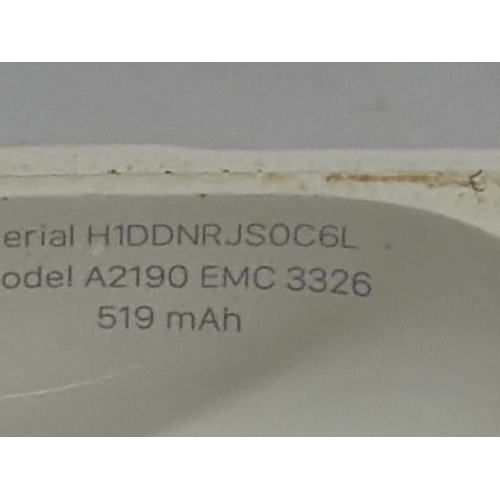 erial H1DDNRJS0C6L
odel A2190 EMC 3326
519 mAh